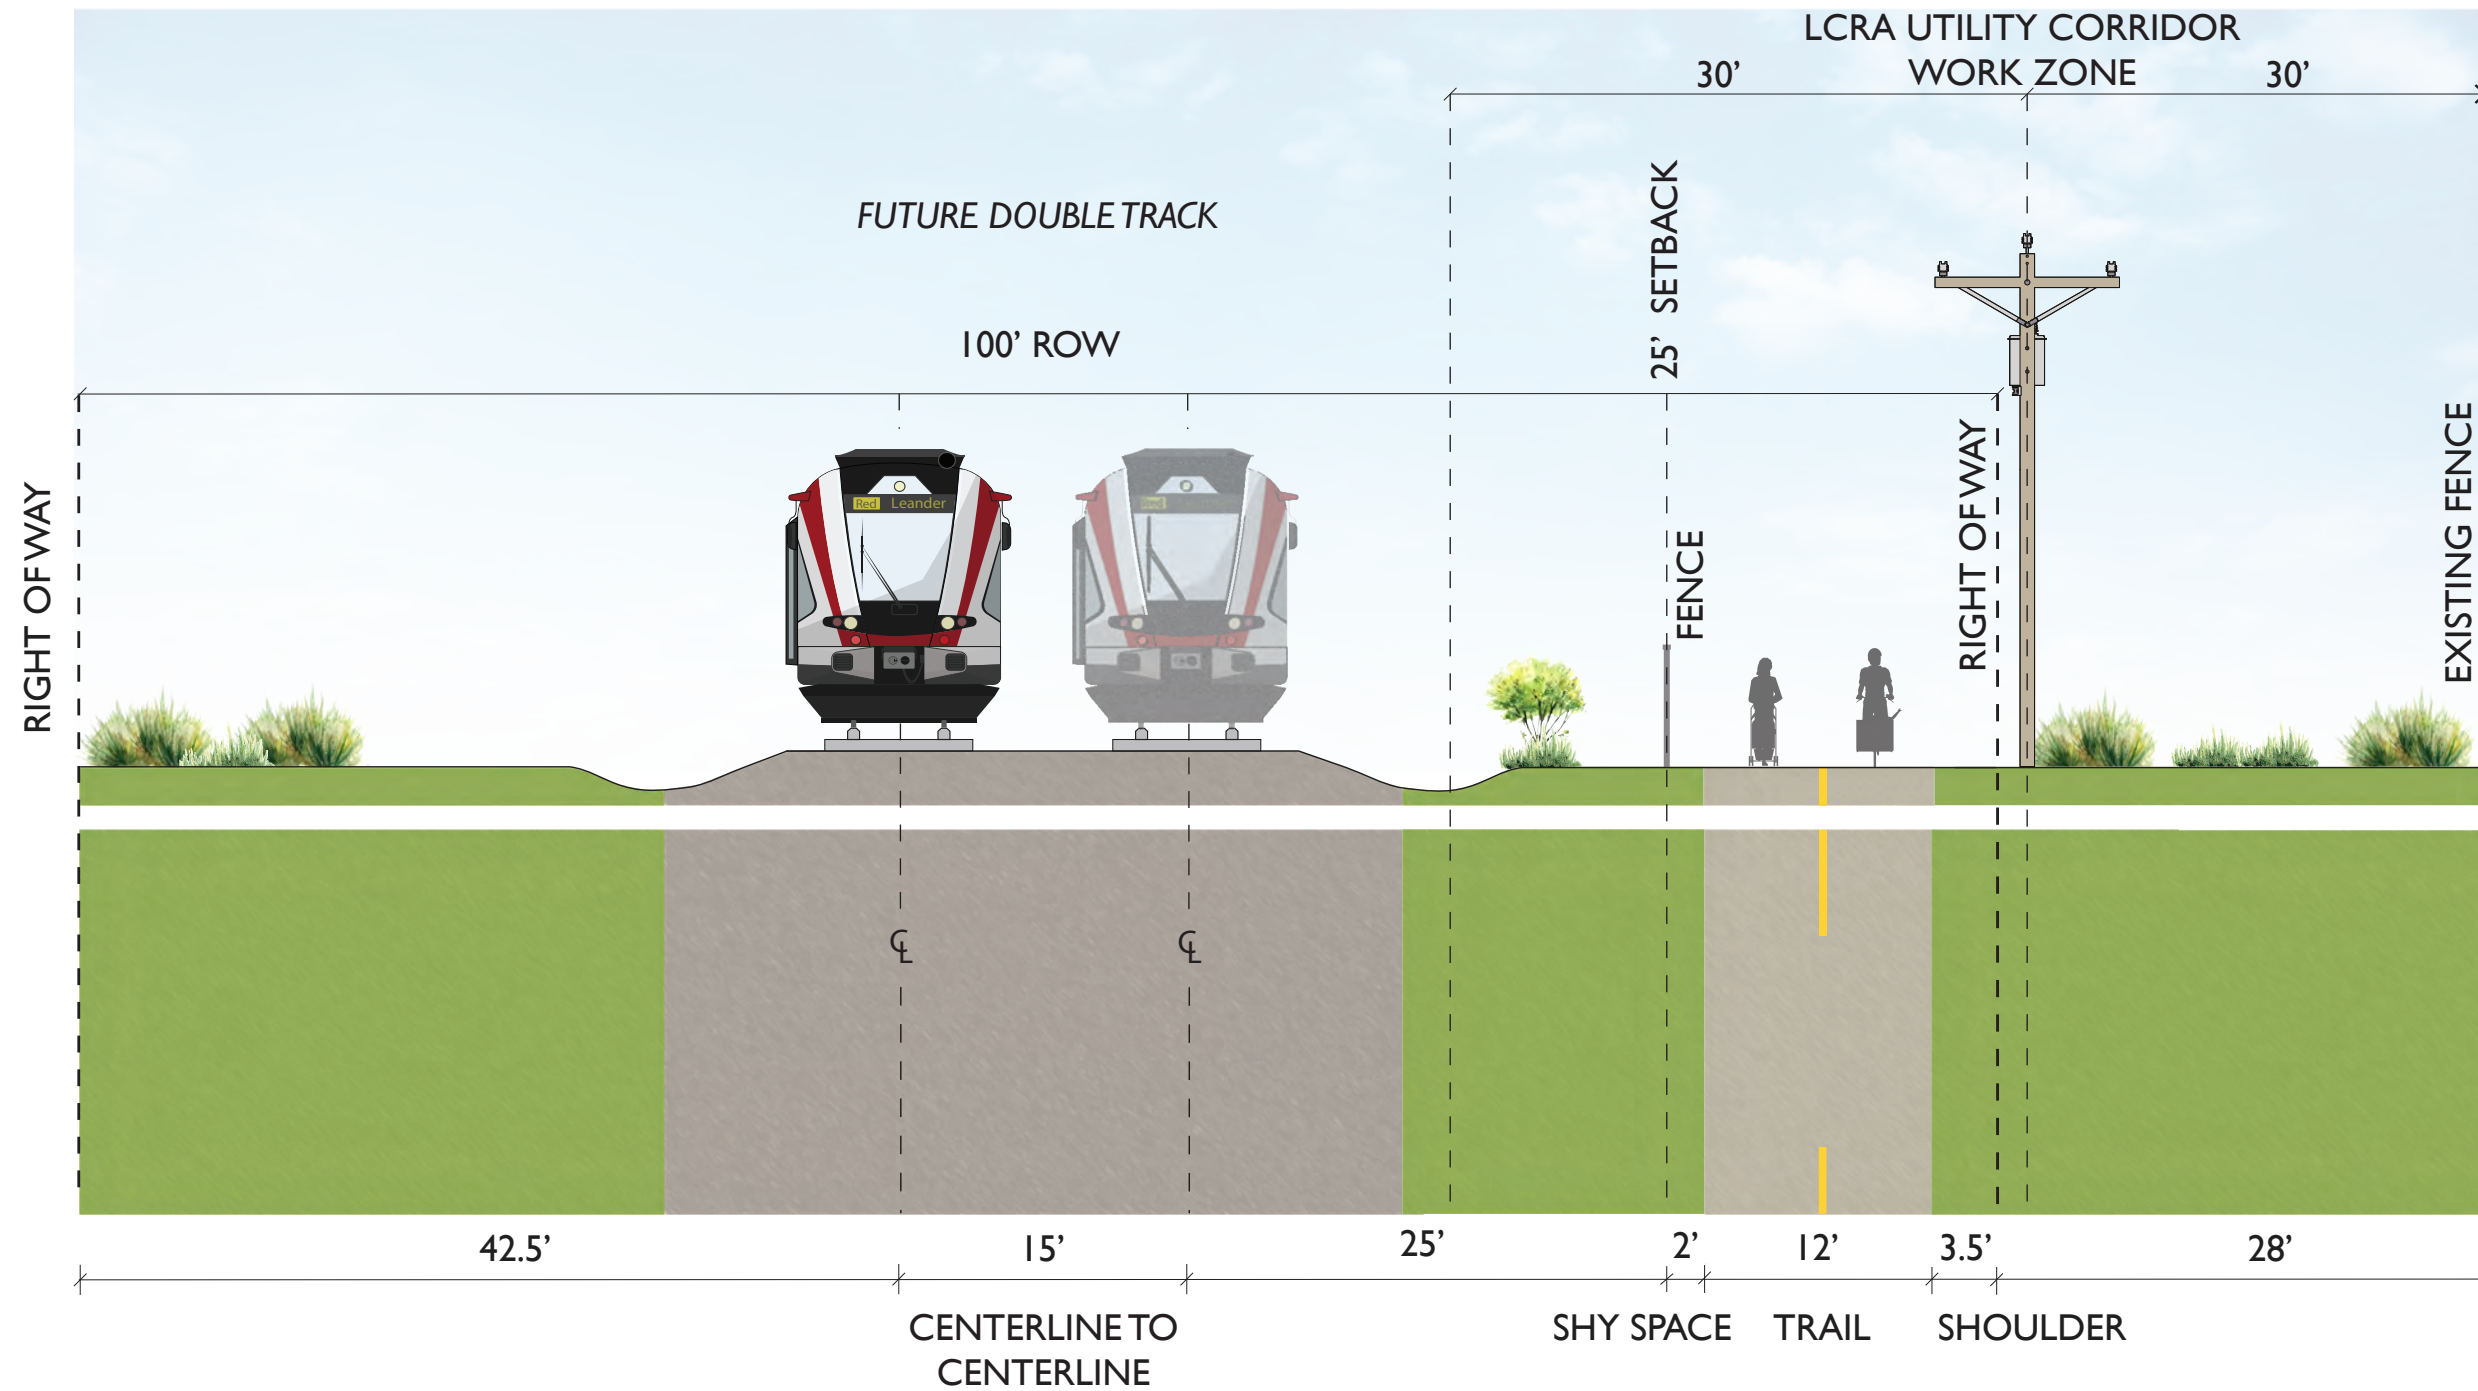 LCRA UTILITY CORRIDOR
30’ WORK ZONE 30’
25’ SETBACK
FUTURE DOUBLE TRACK
100’ ROW
RIGHT OF WAY
Red Leander
FENCE
RIGHT OF WAY
EXISTING FENCE
℄ ℄
42.5’ 15’ 25’ 2’ 12’ 3.5’ 28’
CENTERLINE TO
CENTERLINE
SHY SPACE TRAIL SHOULDER